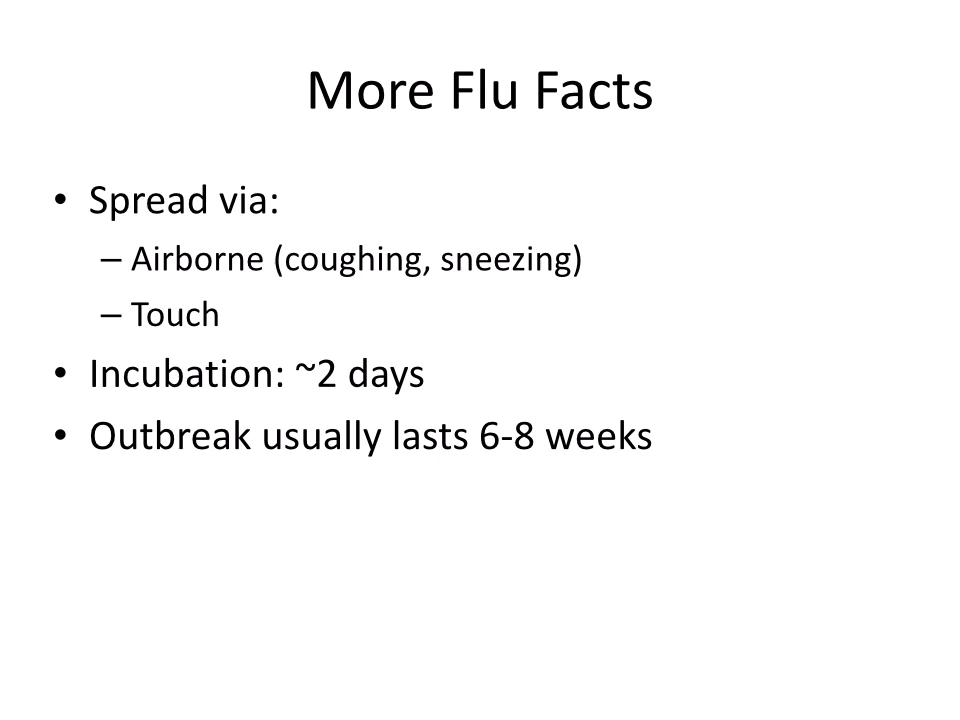 More Flu Facts
• Spread via:
– Airborne (coughing, sneezing)
– Touch
• Incubation: ~2 days
• Outbreak usually lasts 6-8 weeks